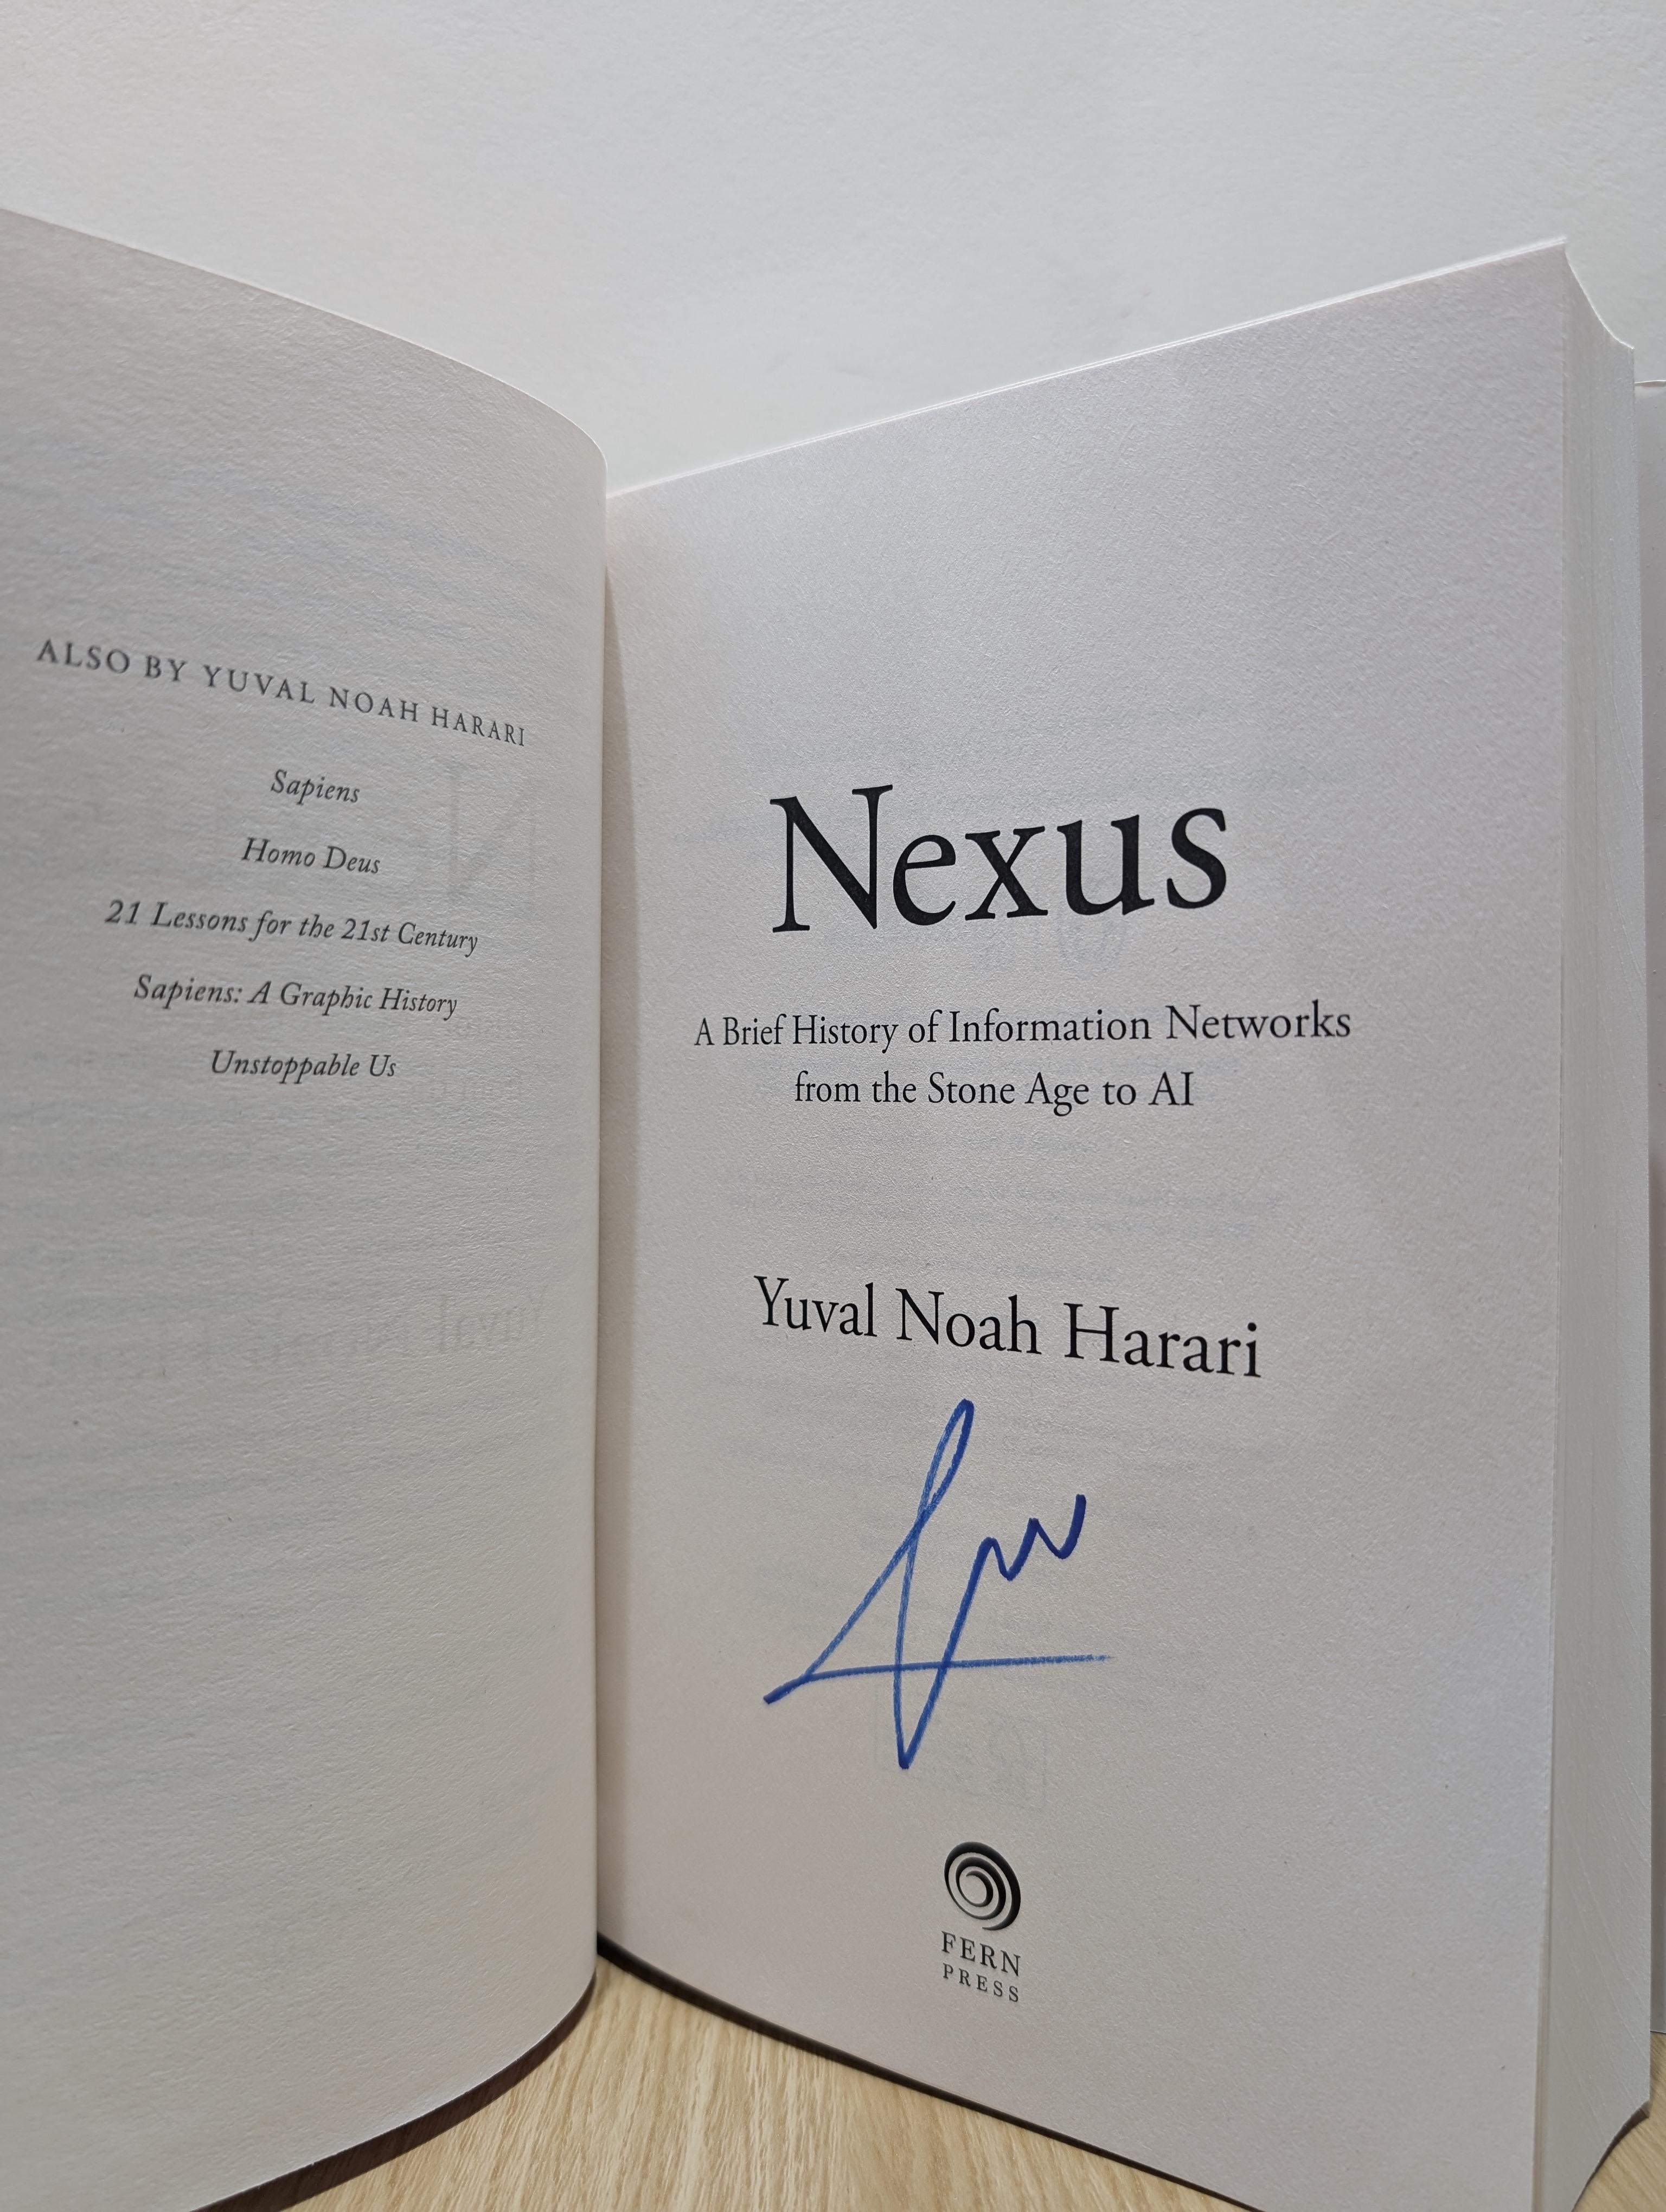 ALSO BY YUVAL NOAH HARARI
Sapiens
Homo Deus
21 Lessons for the 21st Century
Sapiens: A Graphic History
Unstoppable Us
Nexus
A Brief History of Information Networks
from the Stone Age to AI
Yuval Noah Harari
FERN
PRESS